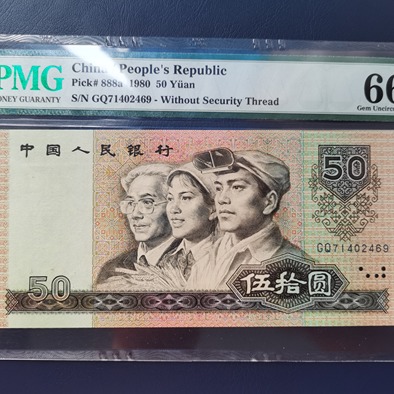 PMG
MONEY GUARANTY
China, People's Republic
Pick# 888a 1980 50 Yüan
S/N GQ71402469 - Without Security Thread
66
Gem Uncirc
中国人民银行
50
GQ71402469
50
伍拾圆